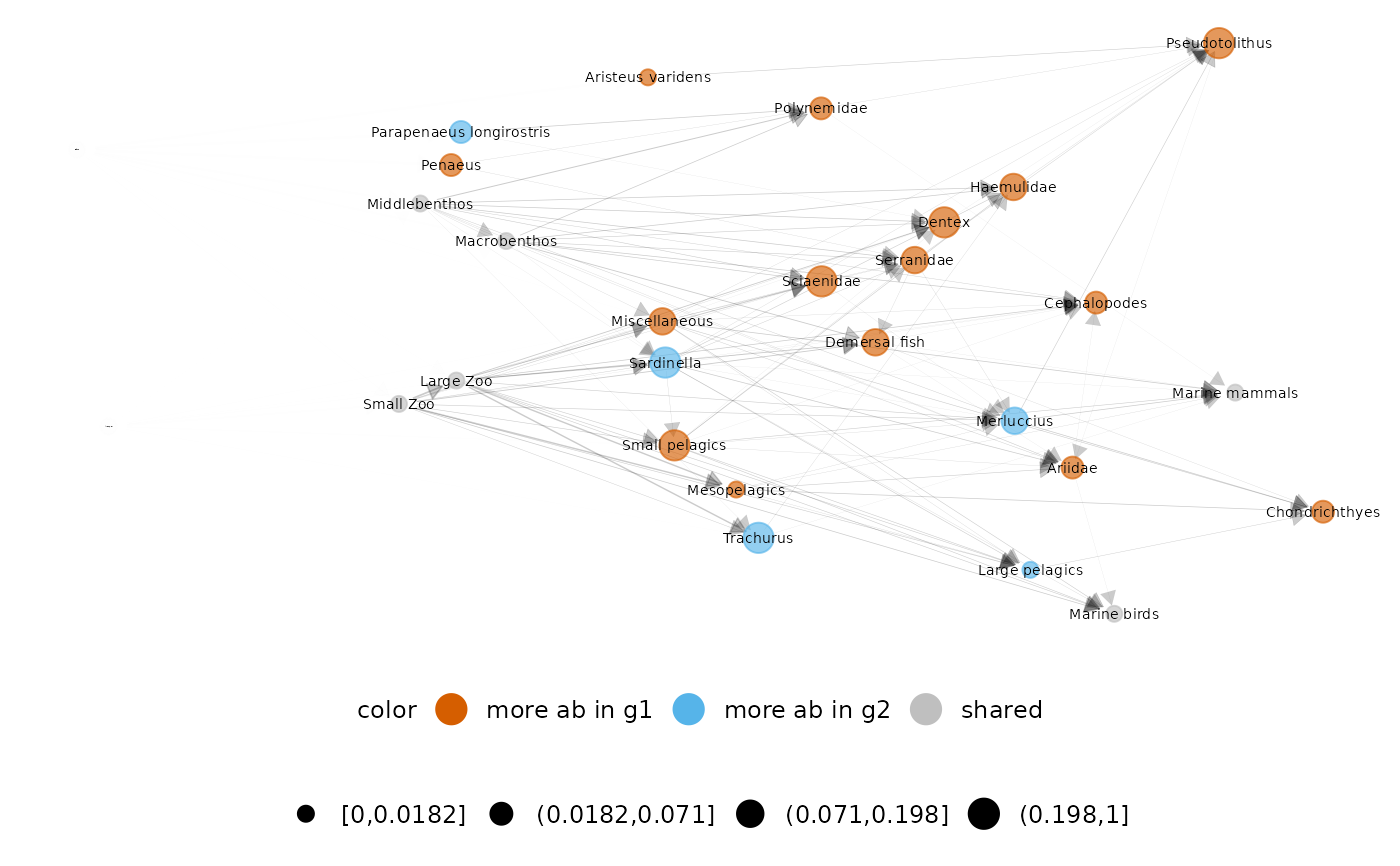 Pseudotolithus
Aristeus varidens
Polynemidae
Parapenaeus longirostris
Penaeus
Haemulidae
Middlebenthos
Dentex
Macrobenthos
Serranidae
Sciaenidae
Cephalopodes
Miscellaneous
Demersal fish
Sardinella
Large Zoo
Marine mammals
Small Zoo
Merluccius
Small pelagics
Ariidae
Mesopelagics
Chondrichthyes
Trachurus
Large pelagics
Marine birds
color more ab in g1 more ab in g2 shared
[0,0.0182] (0.0182,0.071] (0.071,0.198] (0.198,1]